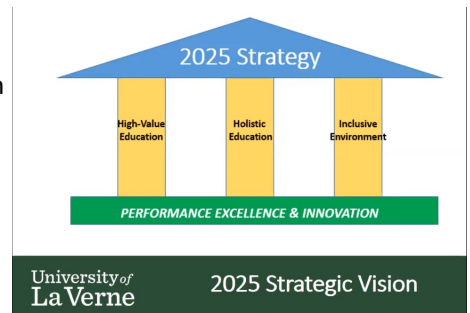 n
2025 Strategy
High-Value Holistic Inclusive
Education Education Environment
PERFORMANCE EXCELLENCE & INNOVATION
University of
La Verne
2025 Strategic Vision